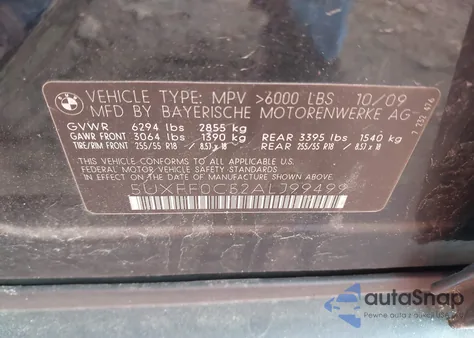 BMW
VEHICLE TYPE: MPV >6000 LBS 10/09
MFD BY BAYERISCHE MOTORENWERKE AG
GVWR 6294 lbs 2855 kg
GAWR FRONT 3064 lbs 1390 kg REAR 3395 lbs 1540 kg
TIRE/RIM FRONT 255/55 R18 /8.5J x 18 REAR 255/55 R18 /8.5J x 18
THIS VEHICLE CONFORMS TO ALL APPLICABLE U.S.
FEDERAL MOTOR VEHICLE SAFETY STANDARDS IN
EFFECT ON THE DATE OF MANUFACTURE SHOWN ABOVE.
5UXFF0C52ALJ99499
autoSnap
Pewne auta z